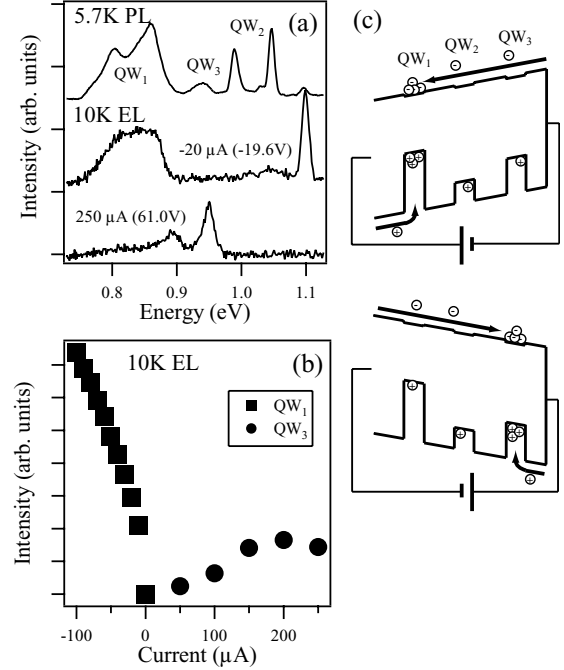 (a)
5.7K PL
QW1
QW3
QW2
10K EL
-20 µA (-19.6V)
250 µA (61.0V)
Intensity (arb. units)
0.8 0.9 1.0 1.1
Energy (eV)
(b)
10K EL
QW1
QW3
Intensity (arb. units)
-100 0 100 200
Current (µA)
(c)
QW1 QW2 QW3